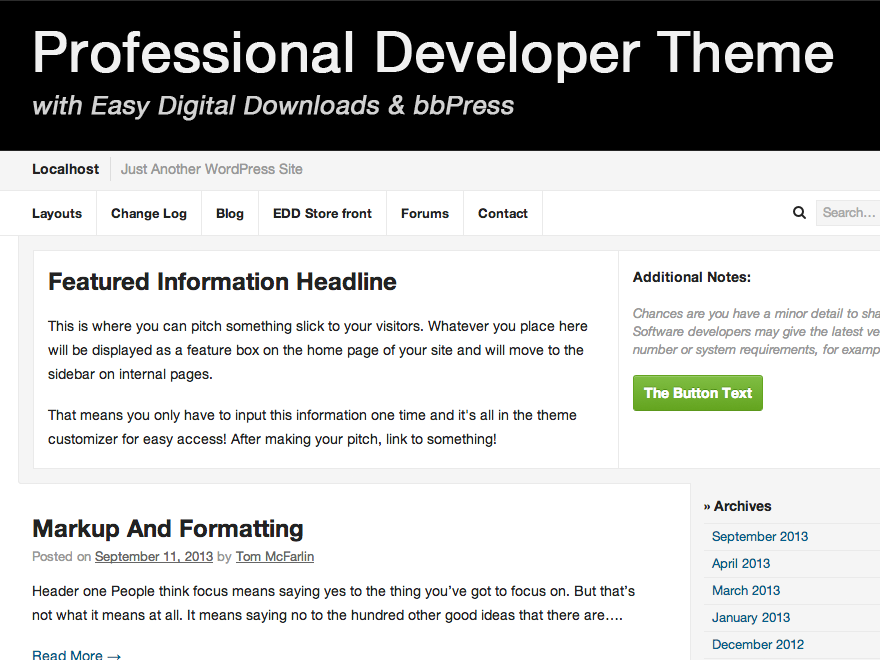 Professional Developer Theme
with Easy Digital Downloads & bbPress
Localhost
Just Another WordPress Site
Layouts
Change Log
Blog
EDD Store front
Forums
Contact
Search...
Featured Information Headline
This is where you can pitch something slick to your visitors. Whatever you place here
will be displayed as a feature box on the home page of your site and will move to the
sidebar on internal pages.
That means you only have to input this information one time and it's all in the theme
customizer for easy access! After making your pitch, link to something!
Additional Notes:
Chances are you have a minor detail to sha
Software developers may give the latest ve
number or system requirements, for examp
The Button Text
Markup And Formatting
Posted on September 11, 2013 by Tom McFarlin
Header one People think focus means saying yes to the thing you’ve got to focus on. But that’s
not what it means at all. It means saying no to the hundred other good ideas that there are….
Read More →
» Archives
September 2013
April 2013
March 2013
January 2013
December 2012